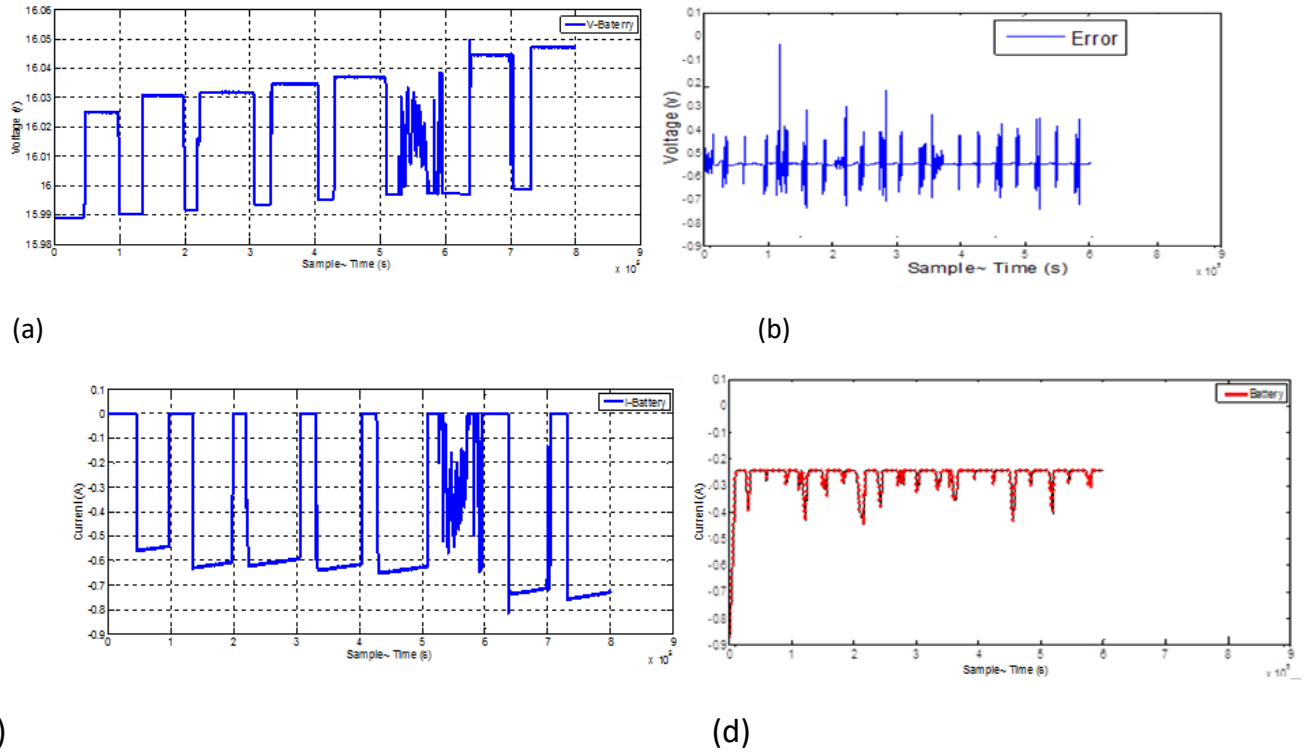 16.06
16.05
16.04
16.03
16.02
16.01
16
15.99
15.98
Voltage (v)
V-Baterry
0 1 2 3 4 5 6 7 8 9
Sample~ Time (s)
x 10⁵
0.1
0
-0.1
-0.2
0.3
0.4
0.5
-0.6
-0.7
-0.8
-0.9
Voltage (v)
Error
0 1 2 3 4 5 6 7 8 9
Sample~ Time (s)
x 10⁵
(a)
(b)
0.1
0
-0.1
-0.2
-0.3
-0.4
-0.5
-0.6
-0.7
-0.8
-0.9
Current(A)
I-Battery
0 1 2 3 4 5 6 7 8 9
Sample~ Time (s)
x 10⁵
0.1
0
-0.1
-0.2
-0.3
-0.4
-0.5
-0.6
-0.7
-0.8
-0.9
Current(A)
Battery
0 1 2 3 4 5 6 7 8 9
Sample~ Time (s)
)
(d)